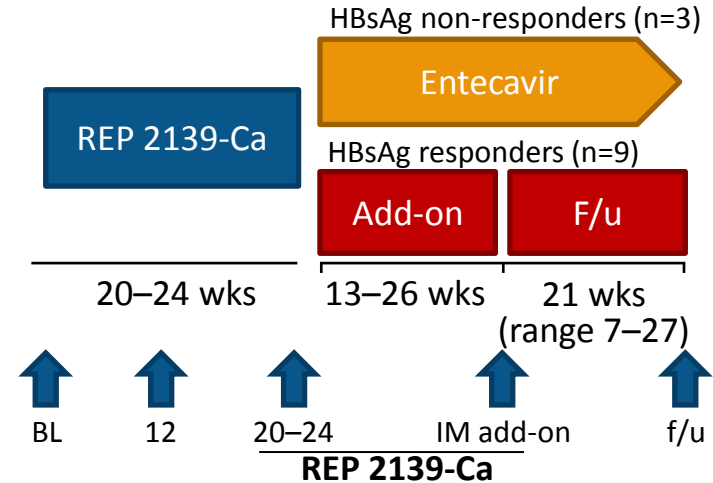 HBsAg non-responders (n=3)
Entecavir
REP 2139-Ca
HBsAg responders (n=9)
Add-on
F/u
20–24 wks
13–26 wks
21 wks
(range 7–27)
BL
12
20–24
IM add-on
f/u
REP 2139-Ca